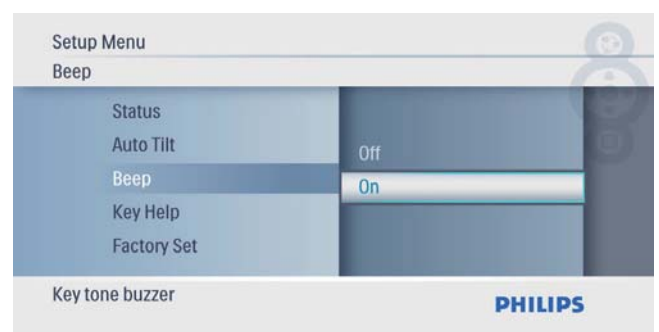 Setup Menu
Beep
Status
Auto Tilt
Beep
Key Help
Factory Set
Off
On
Key tone buzzer
PHILIPS